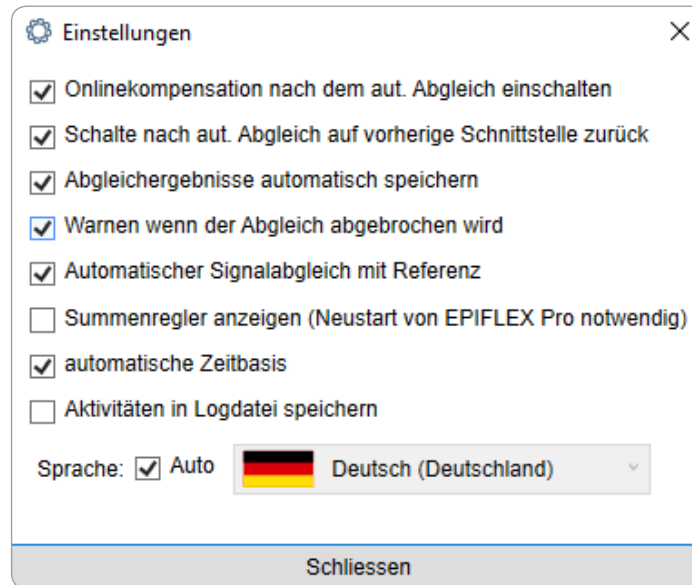 Einstellungen
Onlinekompensation nach dem aut. Abgleich einschalten
Schalte nach aut. Abgleich auf vorherige Schnittstelle zurück
Abgleichergebnisse automatisch speichern
Warnen wenn der Abgleich abgebrochen wird
Automatischer Signalabgleich mit Referenz
Summenregler anzeigen (Neustart von EPIFLEX Pro notwendig)
automatische Zeitbasis
Aktivitäten in Logdatei speichern
Sprache: Auto Deutsch (Deutschland)
Schliessen